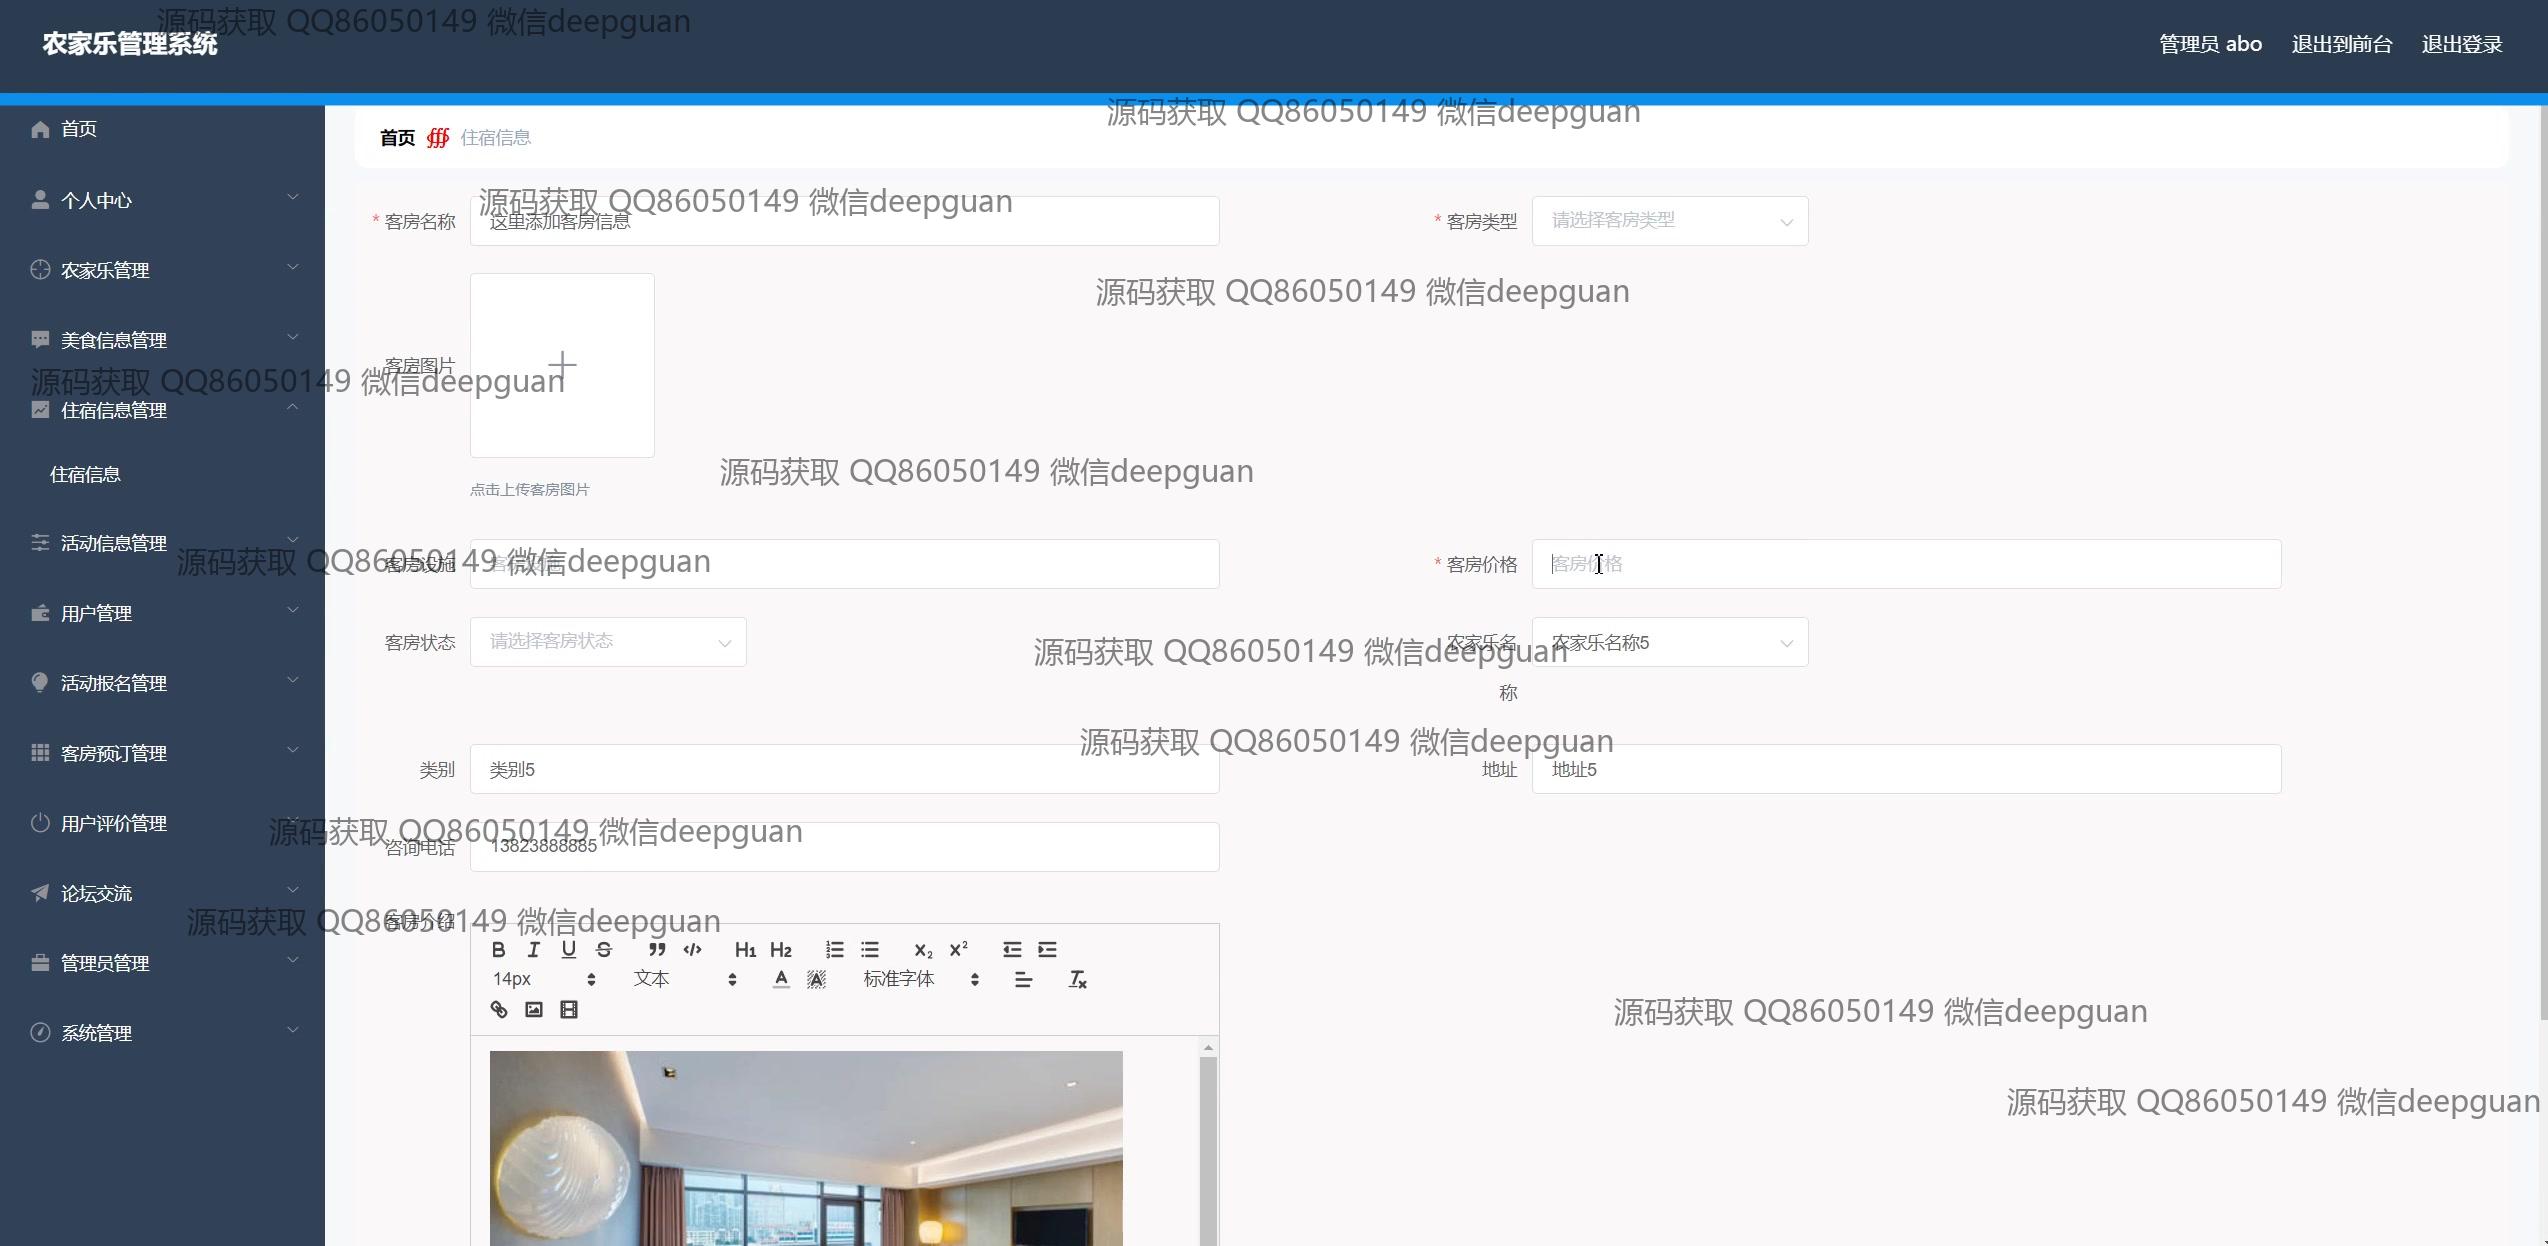 源码获取 QQ86050149 微信deepguan
农家乐管理系统
管理员 abo 退出到前台 退出登录
源码获取 QQ86050149 微信deepguan
首页
首页 住宿信息
个人中心
源码获取 QQ86050149 微信deepguan
* 客房名称 这里添加客房信息
* 客房类型 请选择客房类型
农家乐管理
源码获取 QQ86050149 微信deepguan
美食信息管理
客房图片
源码获取 QQ86050149 微信deepguan
住宿信息管理
住宿信息
源码获取 QQ86050149 微信deepguan
点击上传客房图片
活动信息管理
源码获取 QQ86050149 微信deepguan
客房设施 客房设施
* 客房价格 客房价格
用户管理
客房状态 请选择客房状态
源码获取 QQ86050149 微信deepguan
农家乐名称 农家乐名称5
活动报名管理
客房预订管理
源码获取 QQ86050149 微信deepguan
类别 类别5
地址 地址5
用户评价管理
源码获取 QQ86050149 微信deepguan
咨询电话 13823888885
论坛交流
源码获取 QQ86050149 微信deepguan
客房介绍
B I U S H1 H2 X2 X2
14px 文本 A A 标准字体 Tx
管理员管理
系统管理
源码获取 QQ86050149 微信deepguan
源码获取 QQ86050149 微信deepguan